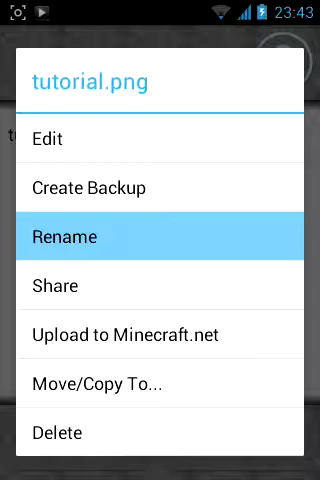 23:43
tutorial.png
Edit
Create Backup
Rename
Share
Upload to Minecraft.net
Move/Copy To...
Delete